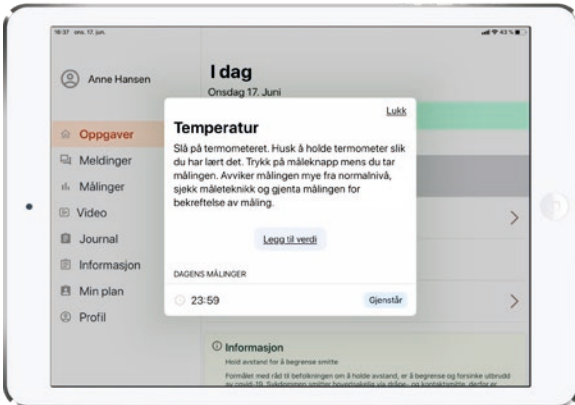 16:37 ons. 17. jun.
43 %
Anne Hansen
Oppgaver
Meldinger
Målinger
Video
Journal
Informasjon
Min plan
Profil
I dag
Onsdag 17. Juni
Lukk
Temperatur
Slå på termometeret. Husk å holde termometer slik
du har lært det. Trykk på måleknapp mens du tar
målingen. Avviker målingen mye fra normalnivå,
sjekk måleteknikk og gjenta målingen for
bekreftelse av måling.
Legg til verdi
DAGENS MÅLINGER
23:59
Gjenstår
Informasjon
Hold avstand for å begrense smitte
Formålet med råd til befolkningen om å holde avstand, er å begrense og forsinke utbrudd
av covid-19. Sykdommen smitter hovedsakelig via dråpe- og kontaktsmitte, derfor er